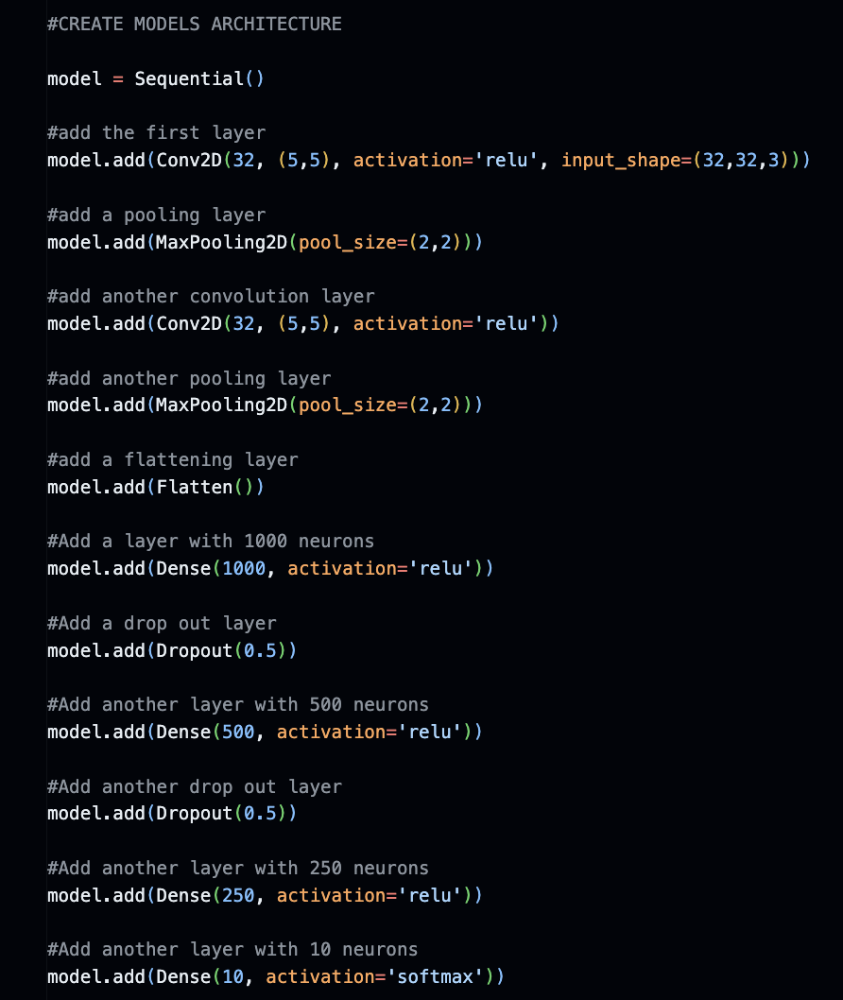 #CREATE MODELS ARCHITECTURE
model = Sequential()
#add the first layer
model.add(Conv2D(32, (5,5), activation='relu', input_shape=(32,32,3)))
#add a pooling layer
model.add(MaxPooling2D(pool_size=(2,2)))
#add another convolution layer
model.add(Conv2D(32, (5,5), activation='relu'))
#add another pooling layer
model.add(MaxPooling2D(pool_size=(2,2)))
#add a flattening layer
model.add(Flatten())
#Add a layer with 1000 neurons
model.add(Dense(1000, activation='relu'))
#Add a drop out layer
model.add(Dropout(0.5))
#Add another layer with 500 neurons
model.add(Dense(500, activation='relu'))
#Add another drop out layer
model.add(Dropout(0.5))
#Add another layer with 250 neurons
model.add(Dense(250, activation='relu'))
#Add another layer with 10 neurons
model.add(Dense(10, activation='softmax'))